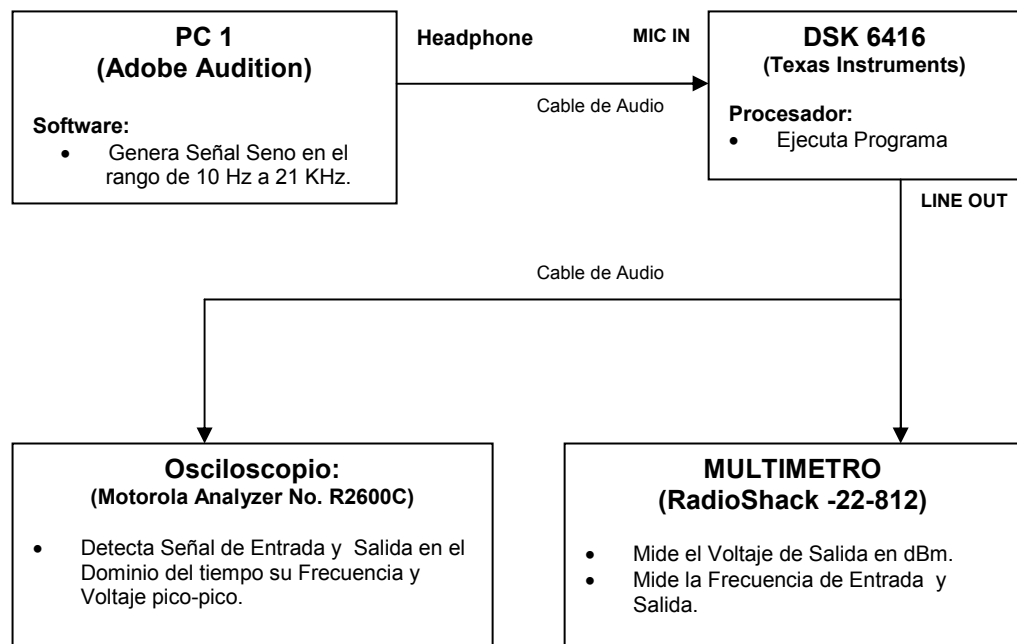 PC 1
(Adobe Audition)
Software:
• Genera Señal Seno en el
rango de 10 Hz a 21 KHz.
Headphone
MIC IN
Cable de Audio
DSK 6416
(Texas Instruments)
Procesador:
• Ejecuta Programa
LINE OUT
Cable de Audio
Osciloscopio:
(Motorola Analyzer No. R2600C)
• Detecta Señal de Entrada y Salida en el
Dominio del tiempo su Frecuencia y
Voltaje pico-pico.
MULTIMETRO
(RadioShack -22-812)
• Mide el Voltaje de Salida en dBm.
• Mide la Frecuencia de Entrada y
Salida.